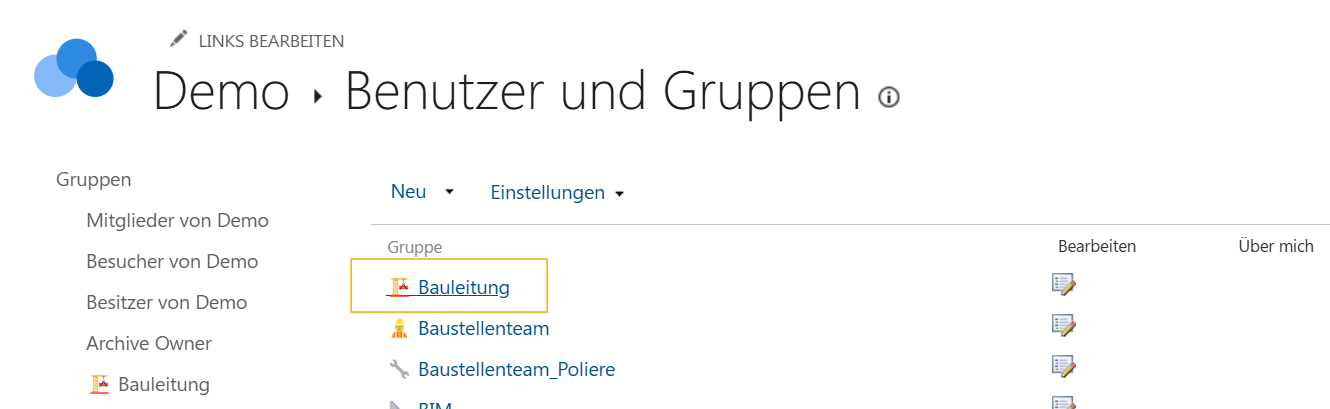 LINKS BEARBEITEN
Demo ▸ Benutzer und Gruppen
Gruppen
Mitglieder von Demo
Besucher von Demo
Besitzer von Demo
Archive Owner
Bauleitung
Neu Einstellungen
Gruppe Bearbeiten Über mich
Bauleitung
Baustellenteam
Baustellenteam_Poliere
BIM